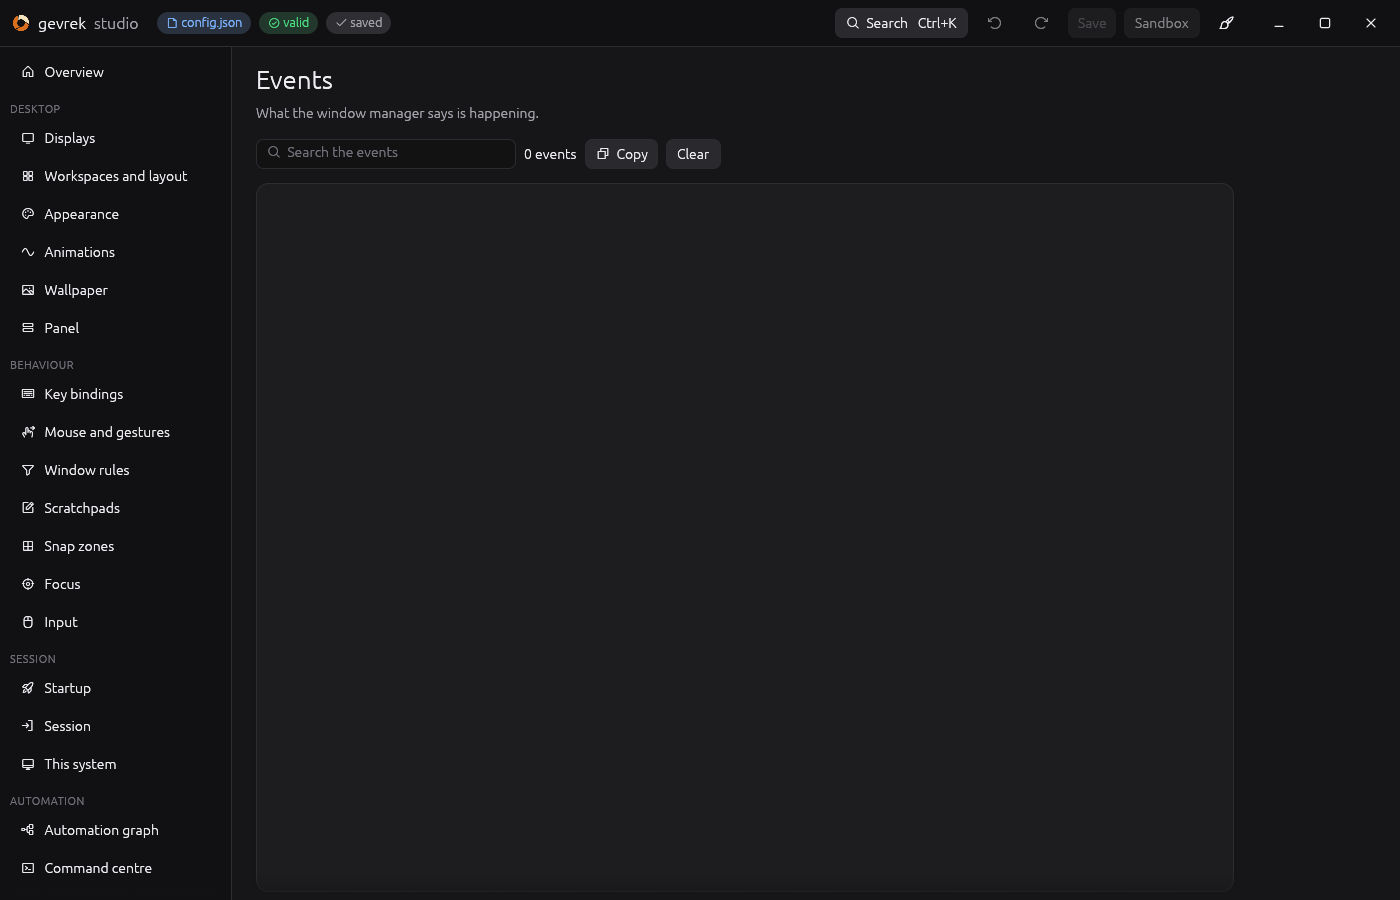 gevrek studio
config.json
valid
saved
Search Ctrl+K
Save
Sandbox
Overview
DESKTOP
Displays
Workspaces and layout
Appearance
Animations
Wallpaper
Panel
BEHAVIOUR
Key bindings
Mouse and gestures
Window rules
Scratchpads
Snap zones
Focus
Input
SESSION
Startup
Session
This system
AUTOMATION
Automation graph
Command centre
Events
What the window manager says is happening.
Search the events
0 events
Copy
Clear